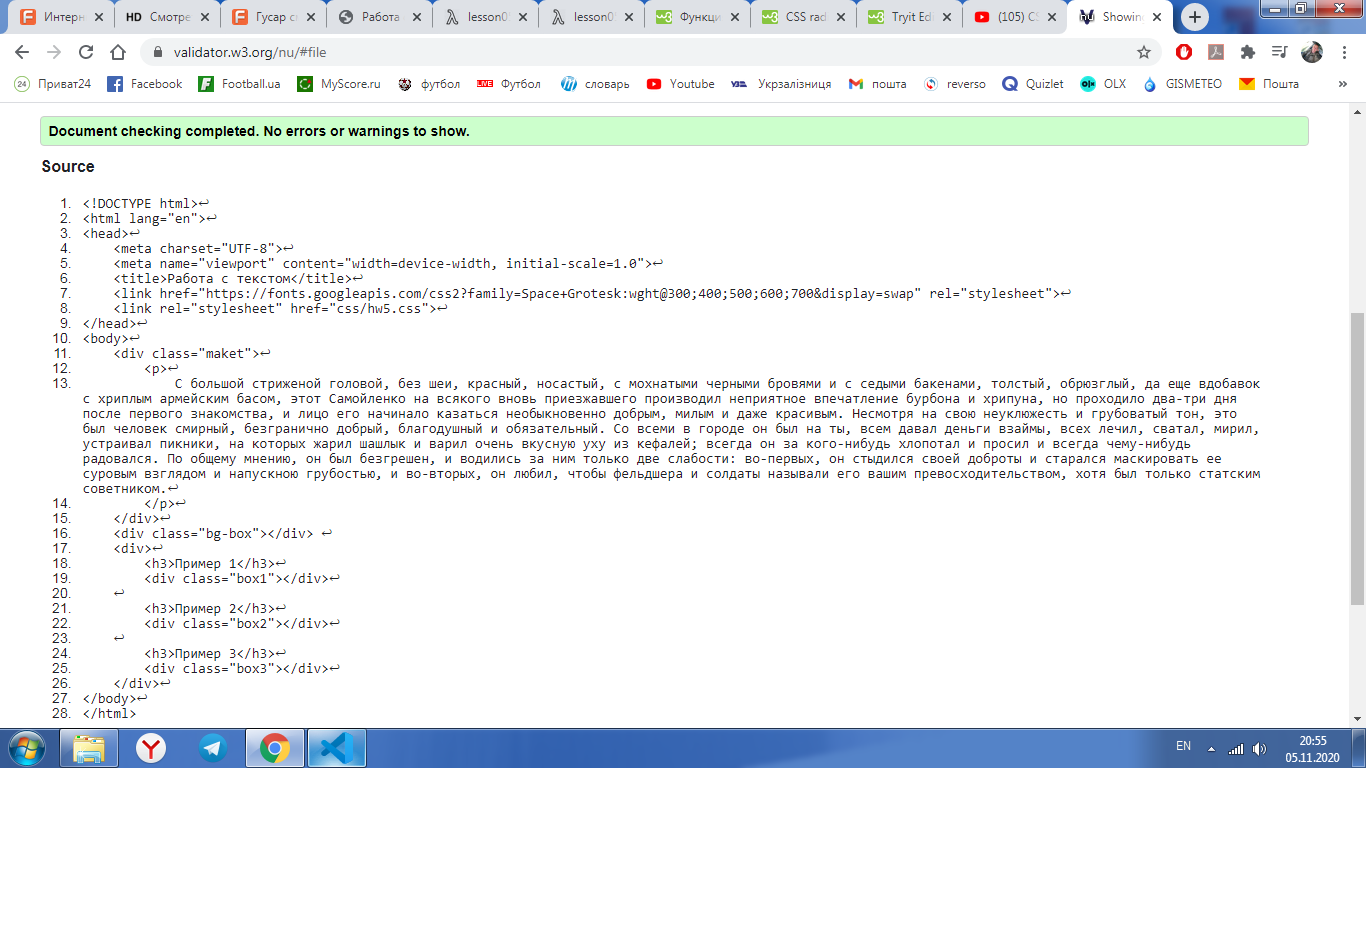 Интерн
HD Смотре
Гусар с
Работа
lesson0
lesson0
Функци
CSS rad
Tryit Ed
(105) C
Showin
validator.w3.org/nu/#file
24 Приват24
Facebook
Football.ua
MyScore.ru
футбол
LIVE Футбол
словарь
Youtube
Укрзалізниця
пошта
reverso
Quizlet
OLX
GISMETEO
Пошта
»
Document checking completed. No errors or warnings to show.
Source
1. <!DOCTYPE html>↩
2. <html lang="en">↩
3. <head>↩
4. <meta charset="UTF-8">↩
5. <meta name="viewport" content="width=device-width, initial-scale=1.0">↩
6. <title>Работа с текстом</title>↩
7. <link href="https://fonts.googleapis.com/css2?family=Space+Grotesk:wght@300;400;500;600;700&display=swap" rel="stylesheet">↩
8. <link rel="stylesheet" href="css/hw5.css">↩
9. </head>↩
10. <body>↩
11. <div class="maket">↩
12. <p>↩
13. С большой стриженой головой, без шеи, красный, носастый, с мохнатыми черными бровями и с седыми бакенами, толстый, обрюзглый, да еще вдобавок
с хриплым армейским басом, этот Самойленко на всякого вновь приезжавшего производил неприятное впечатление бурбона и хрипуна, но проходило два-три дня
после первого знакомства, и лицо его начинало казаться необыкновенно добрым, милым и даже красивым. Несмотря на свою неуклюжесть и грубоватый тон, это
был человек смирный, безгранично добрый, благодушный и обязательный. Со всеми в городе он был на ты, всем давал деньги взаймы, всех лечил, сватал, мирил,
устраивал пикники, на которых жарил шашлык и варил очень вкусную уху из кефалей; всегда он за кого-нибудь хлопотал и просил и всегда чему-нибудь
радовался. По общему мнению, он был безгрешен, и водились за ним только две слабости: во-первых, он стыдился своей доброты и старался маскировать ее
суровым взглядом и напускною грубостью, и во-вторых, он любил, чтобы фельдшера и солдаты называли его вашим превосходительством, хотя был только статским
советником.↩
14. </p>↩
15. </div>↩
16. <div class="bg-box"></div> ↩
17. <div>↩
18. <h3>Пример 1</h3>↩
19. <div class="box1"></div>↩
20. ↩
21. <h3>Пример 2</h3>↩
22. <div class="box2"></div>↩
23. ↩
24. <h3>Пример 3</h3>↩
25. <div class="box3"></div>↩
26. </div>↩
27. </body>↩
28. </html>
EN
20:55
05.11.2020